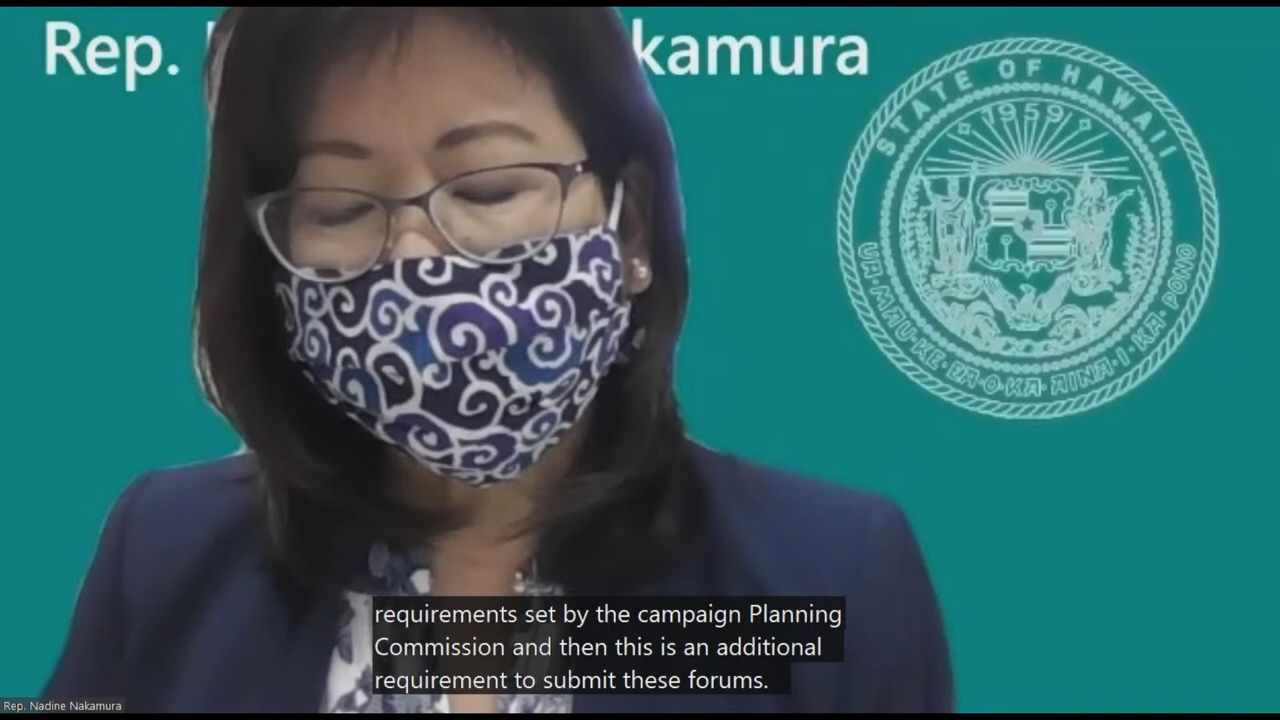 Rep.
kamura
STATE OF HAWAII
1959
UA·MAU·KE·EA·O·KA·AINA·I·KA·PONO
requirements set by the campaign Planning
Commission and then this is an additional
requirement to submit these forums.
Rep. Nadine Nakamura